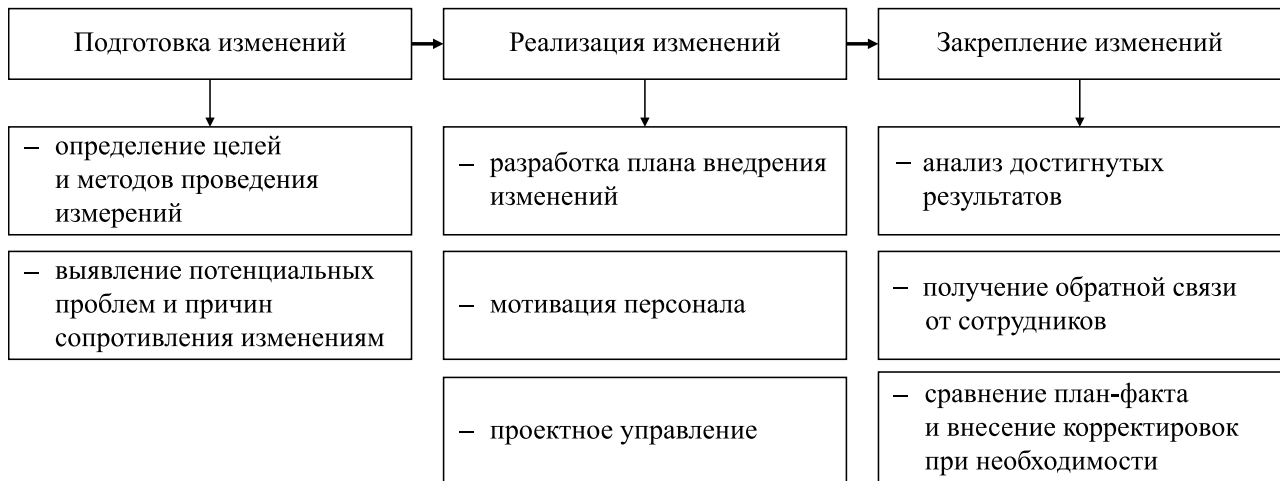 Подготовка изменений
Реализация изменений
Закрепление изменений
– определение целей
и методов проведения
измерений
– разработка плана внедрения
изменений
– анализ достигнутых
результатов
– выявление потенциальных
проблем и причин
сопротивления изменениям
– мотивация персонала
– получение обратной связи
от сотрудников
– проектное управление
– сравнение план-факта
и внесение корректировок
при необходимости